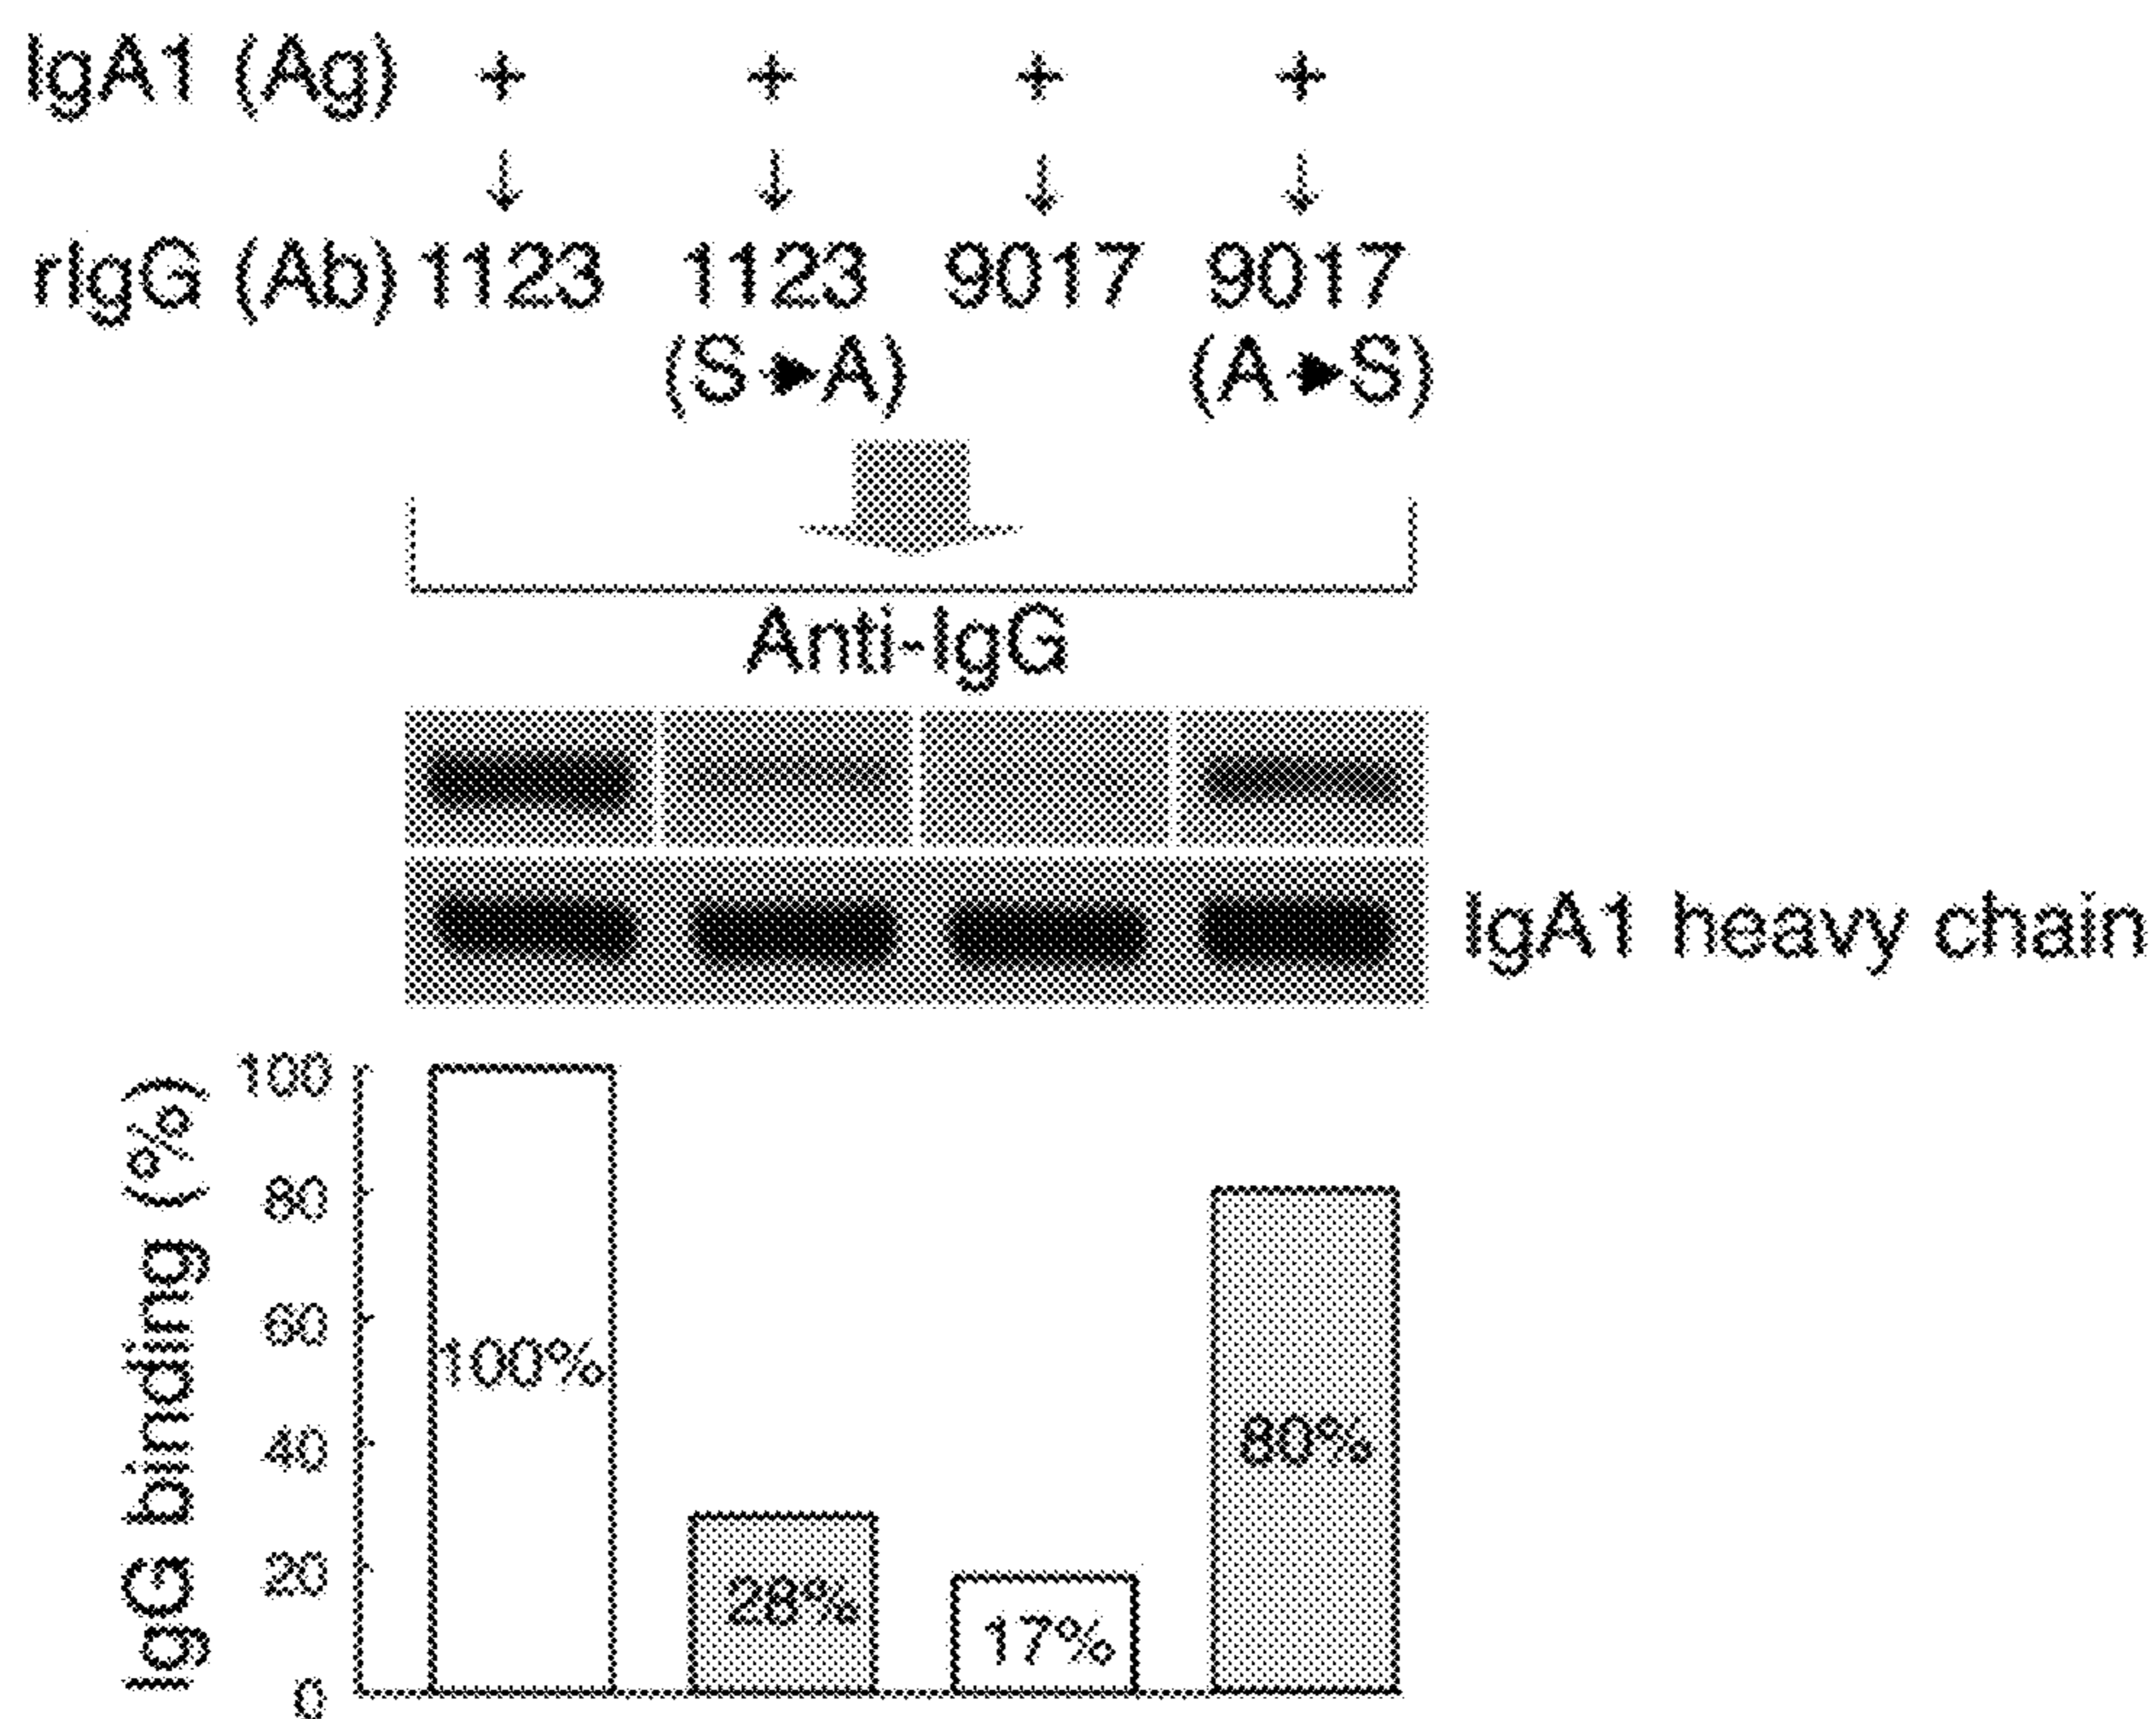 IgA1 (Ag) + + + +
↓ ↓ ↓ ↓
rIgG (Ab) 1123 1123 9017 9017
(S➤A) (A➤S)
Anti-IgG
IgA1 heavy chain
IgG binding (%)
100
80
60
40
20
0
100%
28%
17%
80%